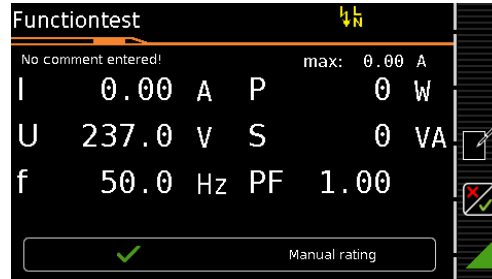 Functiontest
No comment entered! max: 0.00 A
I 0.00 A P 0 W
U 237.0 V S 0 VA
f 50.0 Hz PF 1.00
Manual rating